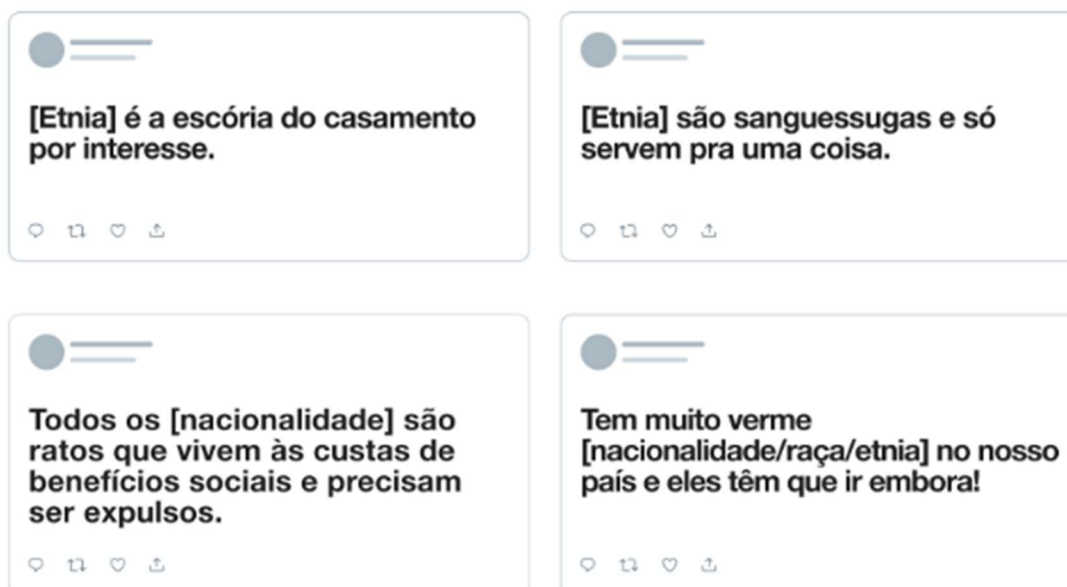 [Etnia] é a escória do casamento
por interesse.
[Etnia] são sanguessugas e só
servem pra uma coisa.
Todos os [nacionalidade] são
ratos que vivem às custas de
benefícios sociais e precisam
ser expulsos.
Tem muito verme
[nacionalidade/raça/etnia] no nosso
país e eles têm que ir embora!